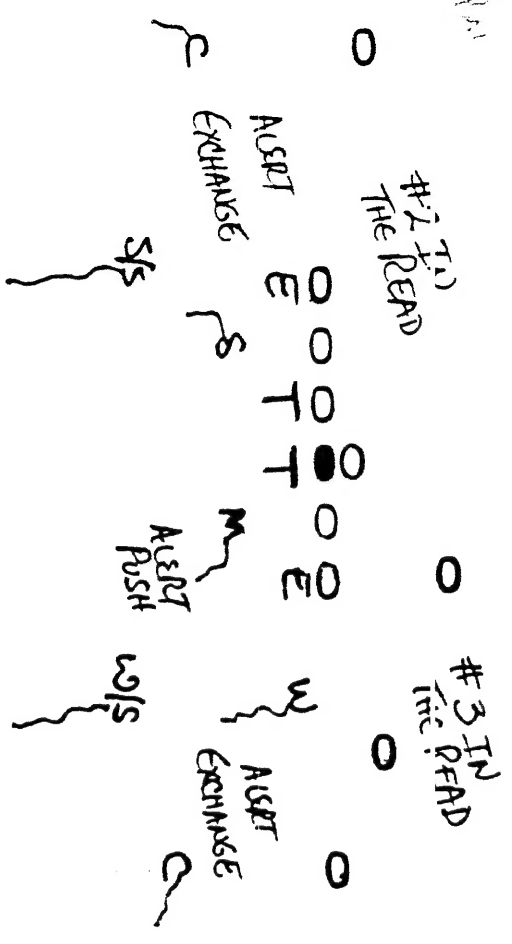 #2 IN
THE READ
#3 IN
THE READ
E T T E
W
S
M
ALERT
EXCHANGE
ALERT
EXCHANGE
C
C
ALERT
PUSH
S/S
W/S